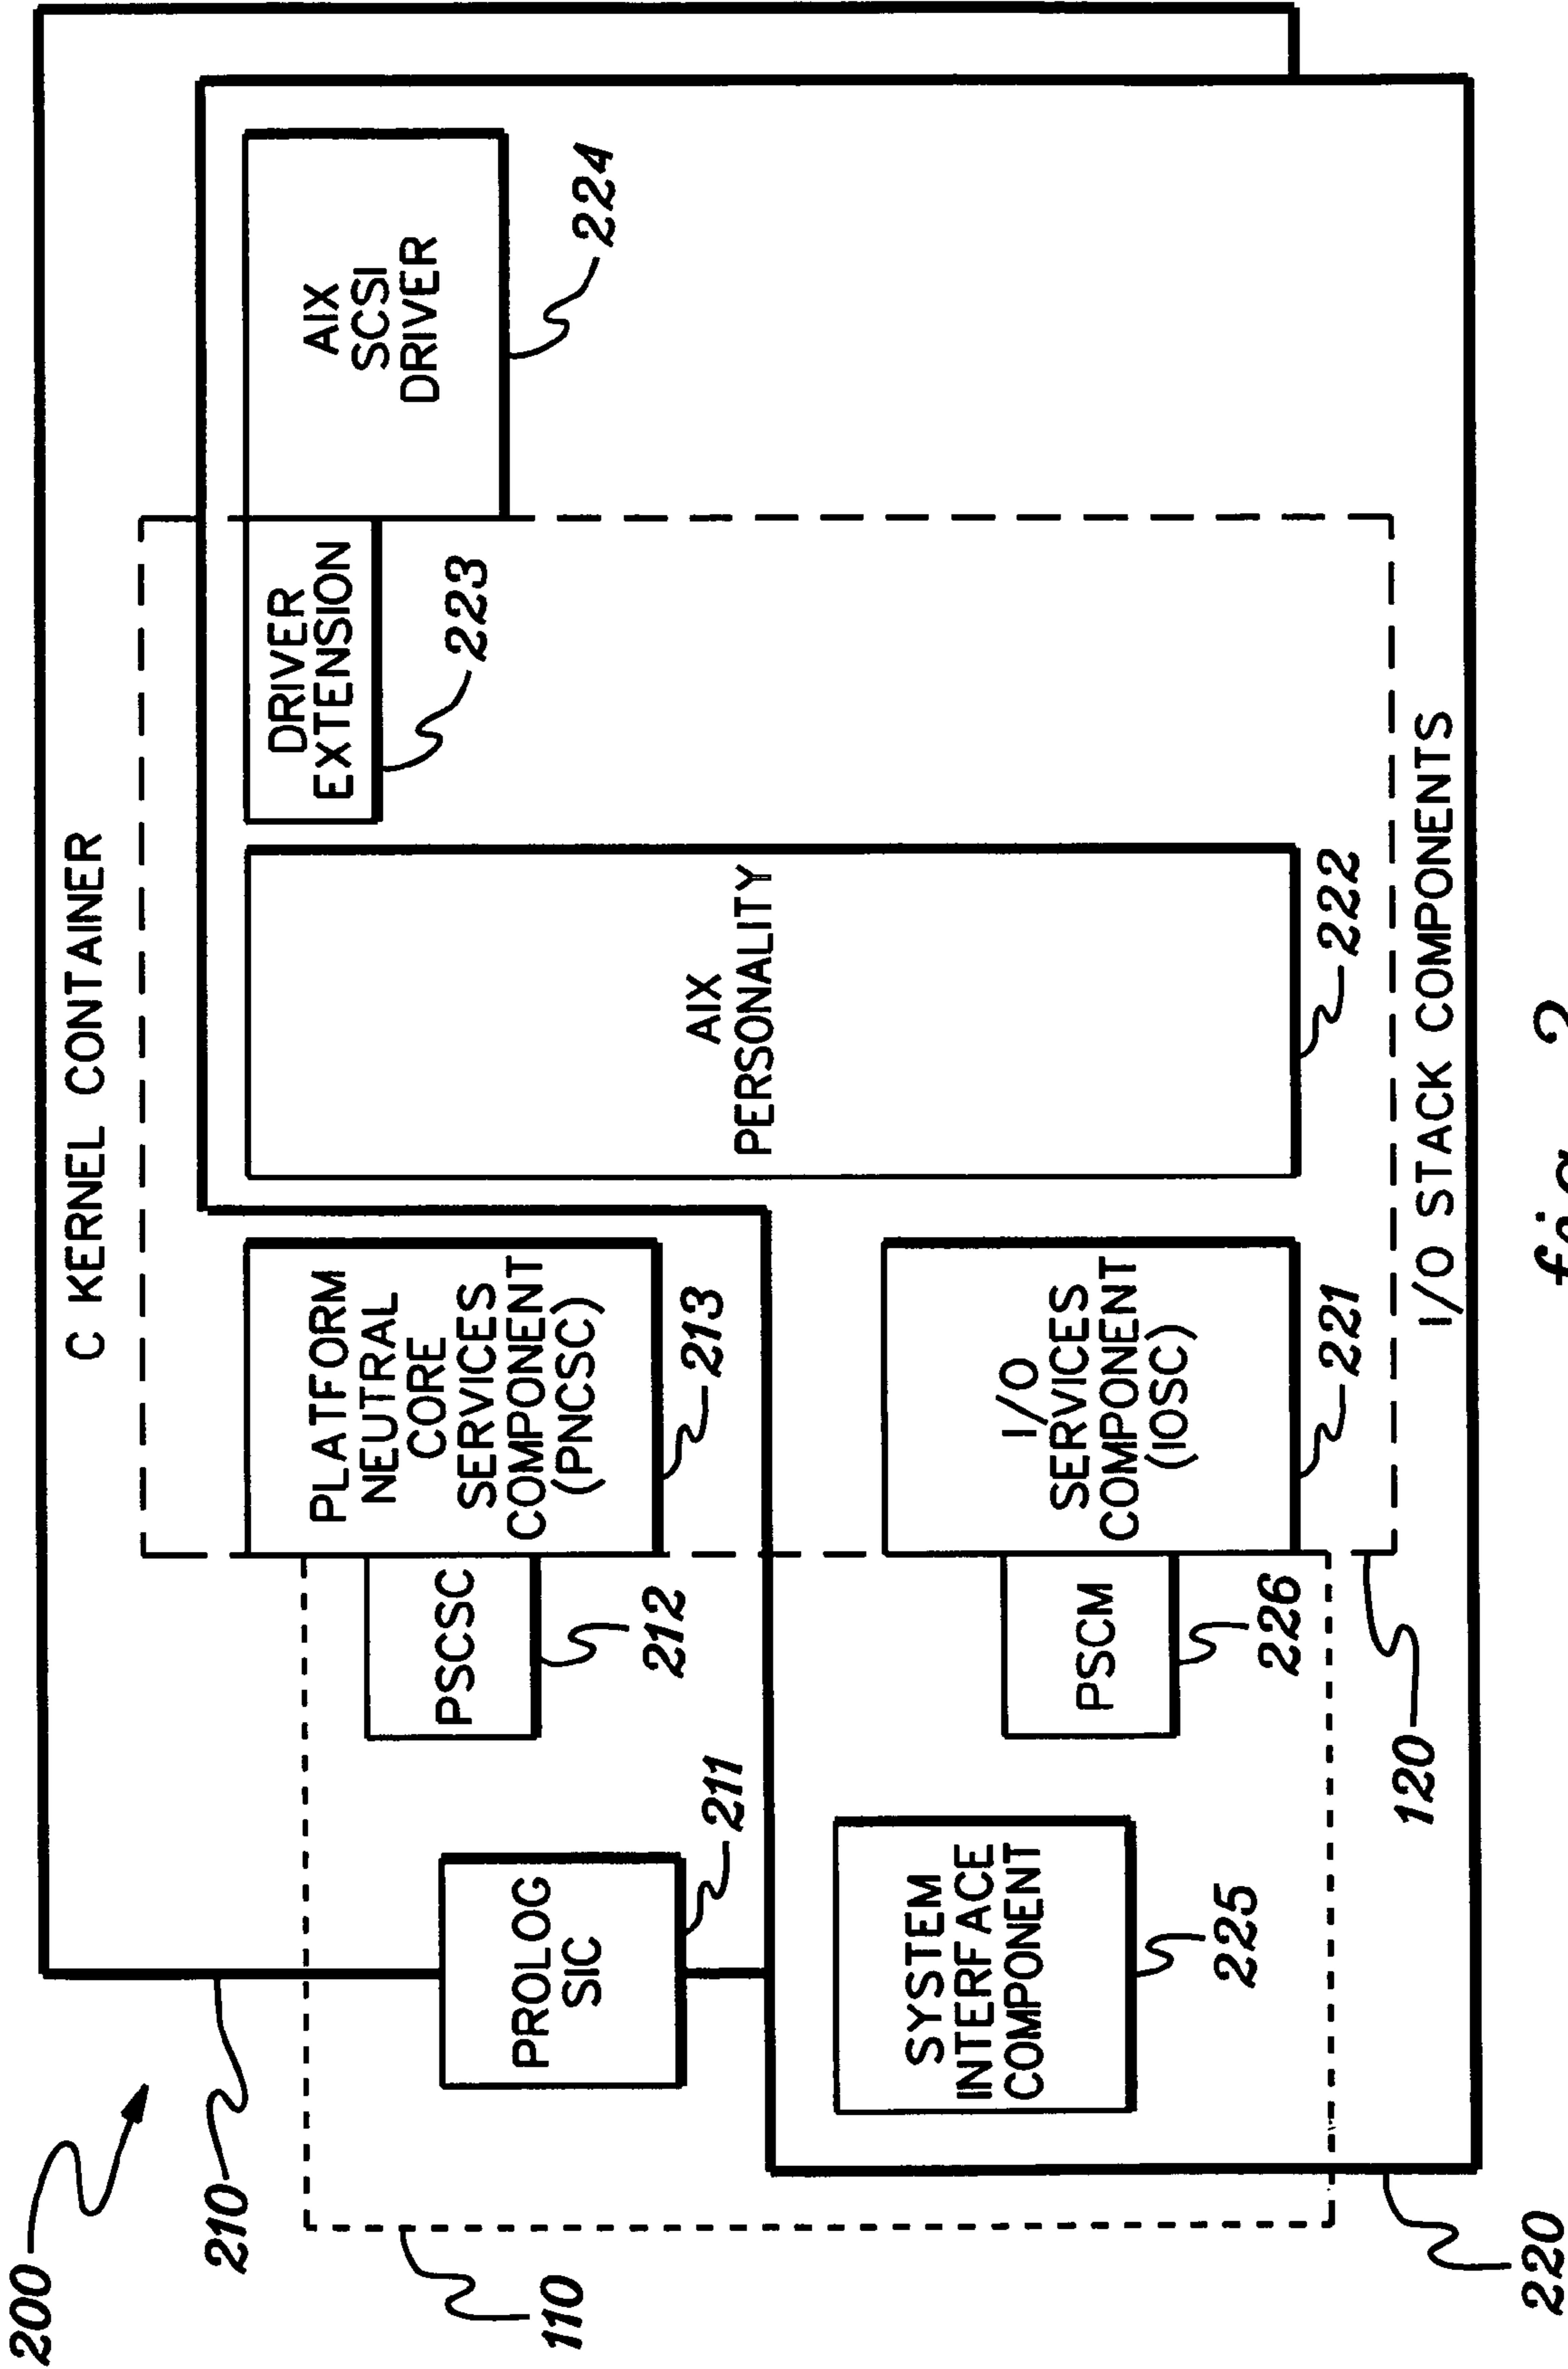 200
210
110
C KERNEL CONTAINER
PROLOG
SIC
211
PSCSC
212
PLATFORM
NEUTRAL
CORE
SERVICES
COMPONENT
(PNCSC)
213
AIX
PERSONALITY
222
DRIVER
EXTENSION
223
AIX
SCSI
DRIVER
224
SYSTEM
INTERFACE
COMPONENT
225
PSCM
226
I/O
SERVICES
COMPONENT
(IOSC)
221
I/O STACK COMPONENTS
120
220
fig. 2